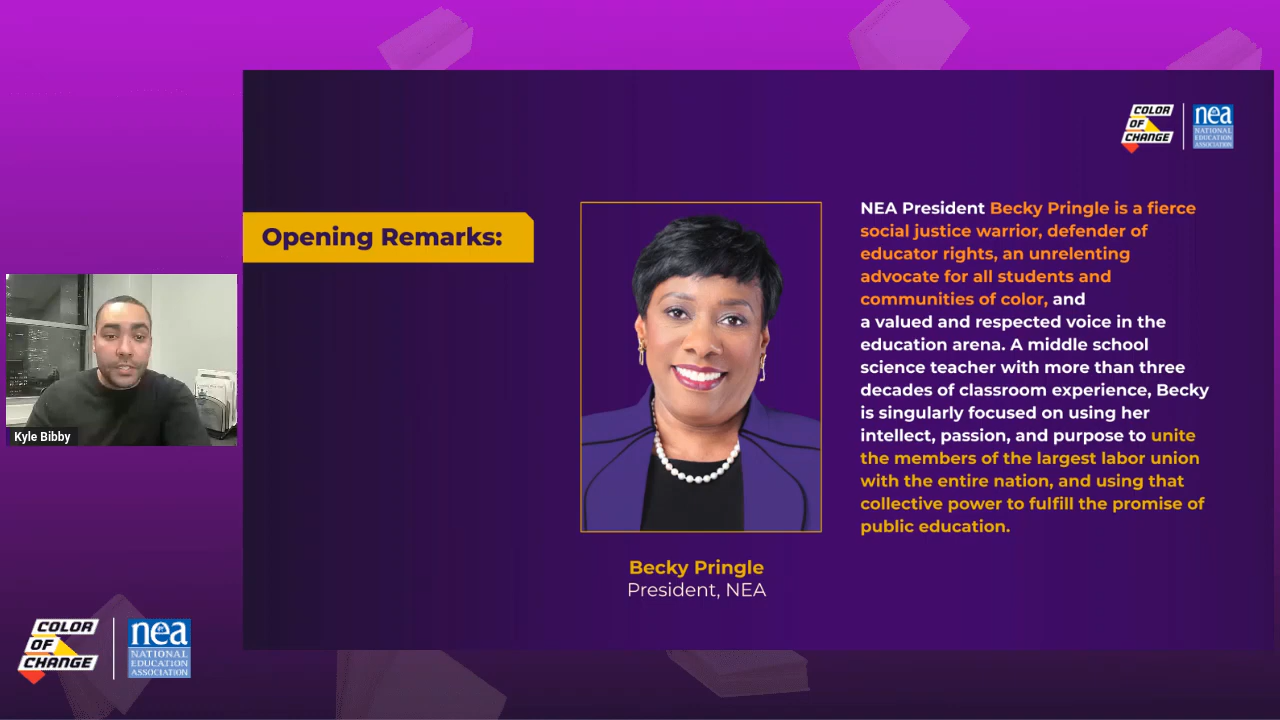 COLOR
OF
CHANGE
nea
NATIONAL
EDUCATION
ASSOCIATION
Opening Remarks:
NEA President Becky Pringle is a fierce
social justice warrior, defender of
educator rights, an unrelenting
advocate for all students and
communities of color, and
a valued and respected voice in the
education arena. A middle school
science teacher with more than three
decades of classroom experience, Becky
is singularly focused on using her
intellect, passion, and purpose to unite
the members of the largest labor union
with the entire nation, and using that
collective power to fulfill the promise of
public education.
Becky Pringle
President, NEA
Kyle Bibby
COLOR
OF
CHANGE
nea
NATIONAL
EDUCATION
ASSOCIATION